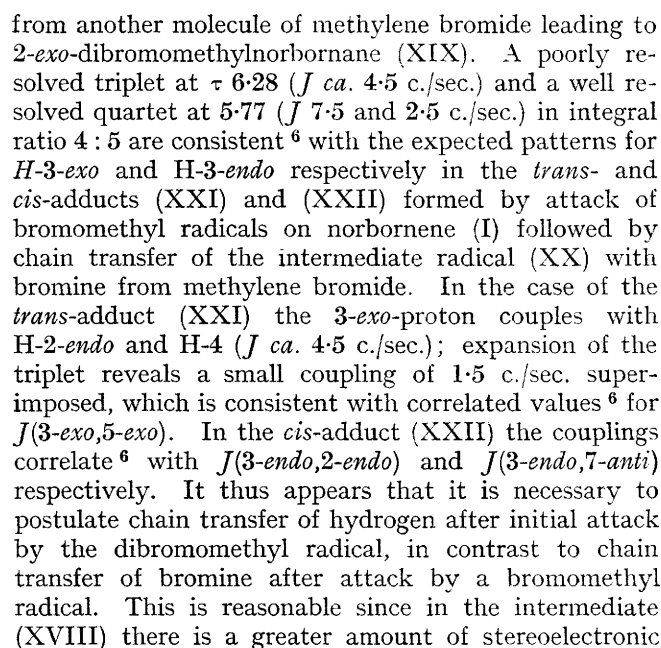 from another molecule of methylene bromide leading to
2-exo-dibromomethylnorbornane (XIX). A poorly re-
solved triplet at τ 6·28 (J ca. 4·5 c./sec.) and a well re-
solved quartet at 5·77 (J 7·5 and 2·5 c./sec.) in integral
ratio 4 : 5 are consistent 6 with the expected patterns for
H-3-exo and H-3-endo respectively in the trans- and
cis-adducts (XXI) and (XXII) formed by attack of
bromomethyl radicals on norbornene (I) followed by
chain transfer of the intermediate radical (XX) with
bromine from methylene bromide. In the case of the
trans-adduct (XXI) the 3-exo-proton couples with
H-2-endo and H-4 (J ca. 4·5 c./sec.); expansion of the
triplet reveals a small coupling of 1·5 c./sec. super-
imposed, which is consistent with correlated values 6 for
J(3-exo,5-exo). In the cis-adduct (XXII) the couplings
correlate 6 with J(3-endo,2-endo) and J(3-endo,7-anti)
respectively. It thus appears that it is necessary to
postulate chain transfer of hydrogen after initial attack
by the dibromomethyl radical, in contrast to chain
transfer of bromine after attack by a bromomethyl
radical. This is reasonable since in the intermediate
(XVIII) there is a greater amount of stereoelectronic